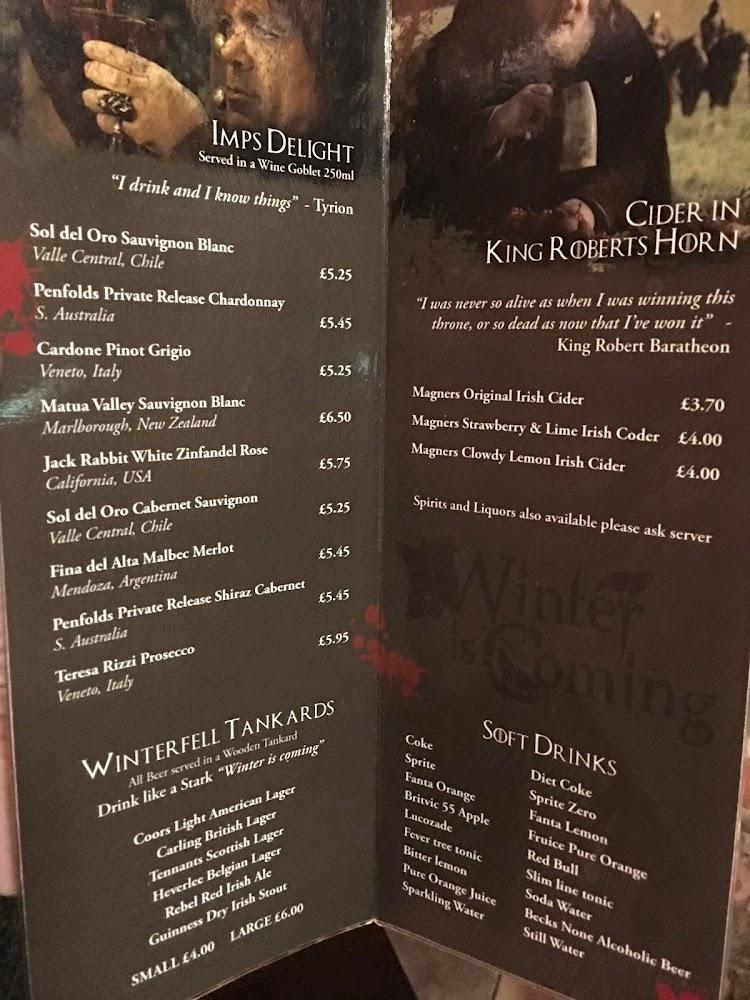 IMPS DELIGHT
Served in a Wine Goblet 250ml
"I drink and I know things" - Tyrion
Sol del Oro Sauvignon Blanc
Valle Central, Chile
£5.25
Penfolds Private Release Chardonnay
S. Australia
£5.45
Cardone Pinot Grigio
Veneto, Italy
£5.25
Matua Valley Sauvignon Blanc
Marlborough, New Zealand
£6.50
Jack Rabbit White Zinfandel Rose
California, USA
£5.75
Sol del Oro Cabernet Sauvignon
Valle Central, Chile
£5.25
Fina del Alta Malbec Merlot
Mendoza, Argentina
£5.45
Penfolds Private Release Shiraz Cabernet
S. Australia
£5.45
Teresa Rizzi Prosecco
Veneto, Italy
£5.95
WINTERFELL TANKARDS
All Beer served in a Wooden Tankard
Drink like a Stark "Winter is coming"
Coors Light American Lager
Carling British Lager
Tennants Scottish Lager
Heverlee Belgian Lager
Rebel Red Irish Ale
Guinness Dry Irish Stout
SMALL £4.00 LARGE £6.00
CIDER IN
KING ROBERTS HORN
"I was never so alive as when I was winning this
throne, or so dead as now that I've won it" -
King Robert Baratheon
Magners Original Irish Cider £3.70
Magners Strawberry & Lime Irish Coder £4.00
Magners Clowdy Lemon Irish Cider £4.00
Spirits and Liquors also available please ask server
Winter
is Coming
SOFT DRINKS
Coke
Sprite
Fanta Orange
Britvic 55 Apple
Lucozade
Fever tree tonic
Bitter lemon
Pure Orange Juice
Sparkling Water
Diet Coke
Sprite Zero
Fanta Lemon
Fruice Pure Orange
Red Bull
Slim line tonic
Soda Water
Becks None Alcoholic Beer
Still Water